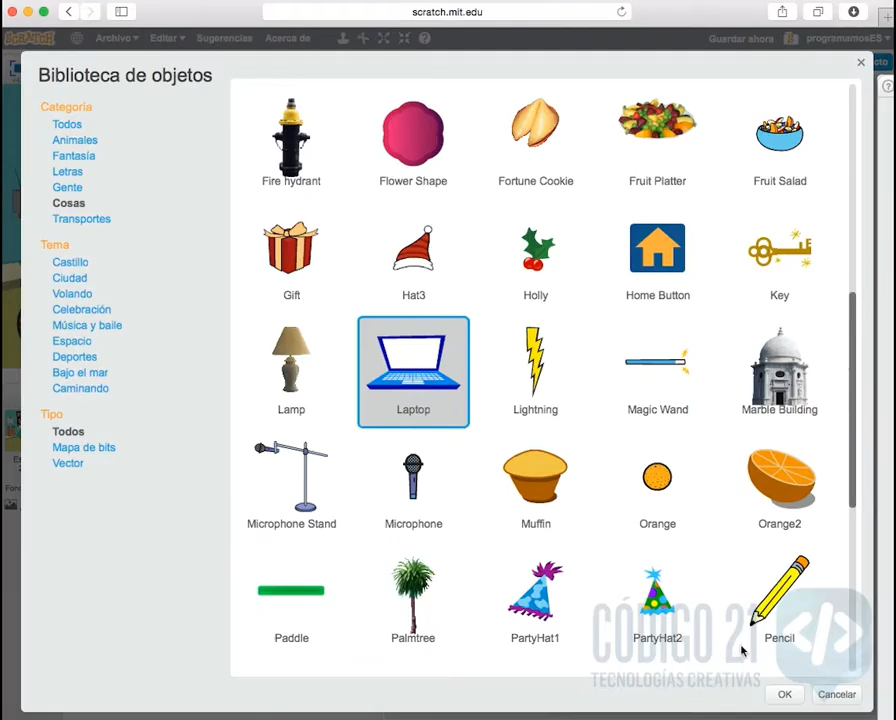 scratch.mit.edu
SCRATCH
Archivo
Editar
Sugerencias
Acerca de
Guardar ahora
programamosES
Biblioteca de objetos
Categoría
Todos
Animales
Fantasía
Letras
Gente
Cosas
Transportes
Tema
Castillo
Ciudad
Volando
Celebración
Música y baile
Espacio
Deportes
Bajo el mar
Caminando
Tipo
Todos
Mapa de bits
Vector
Fire hydrant
Flower Shape
Fortune Cookie
Fruit Platter
Fruit Salad
Gift
Hat3
Holly
Home Button
Key
Lamp
Laptop
Lightning
Magic Wand
Marble Building
Microphone Stand
Microphone
Muffin
Orange
Orange2
Paddle
Palmtree
PartyHat1
PartyHat2
Pencil
CÓDIGO 21
TECNOLOGÍAS CREATIVAS
OK
Cancelar